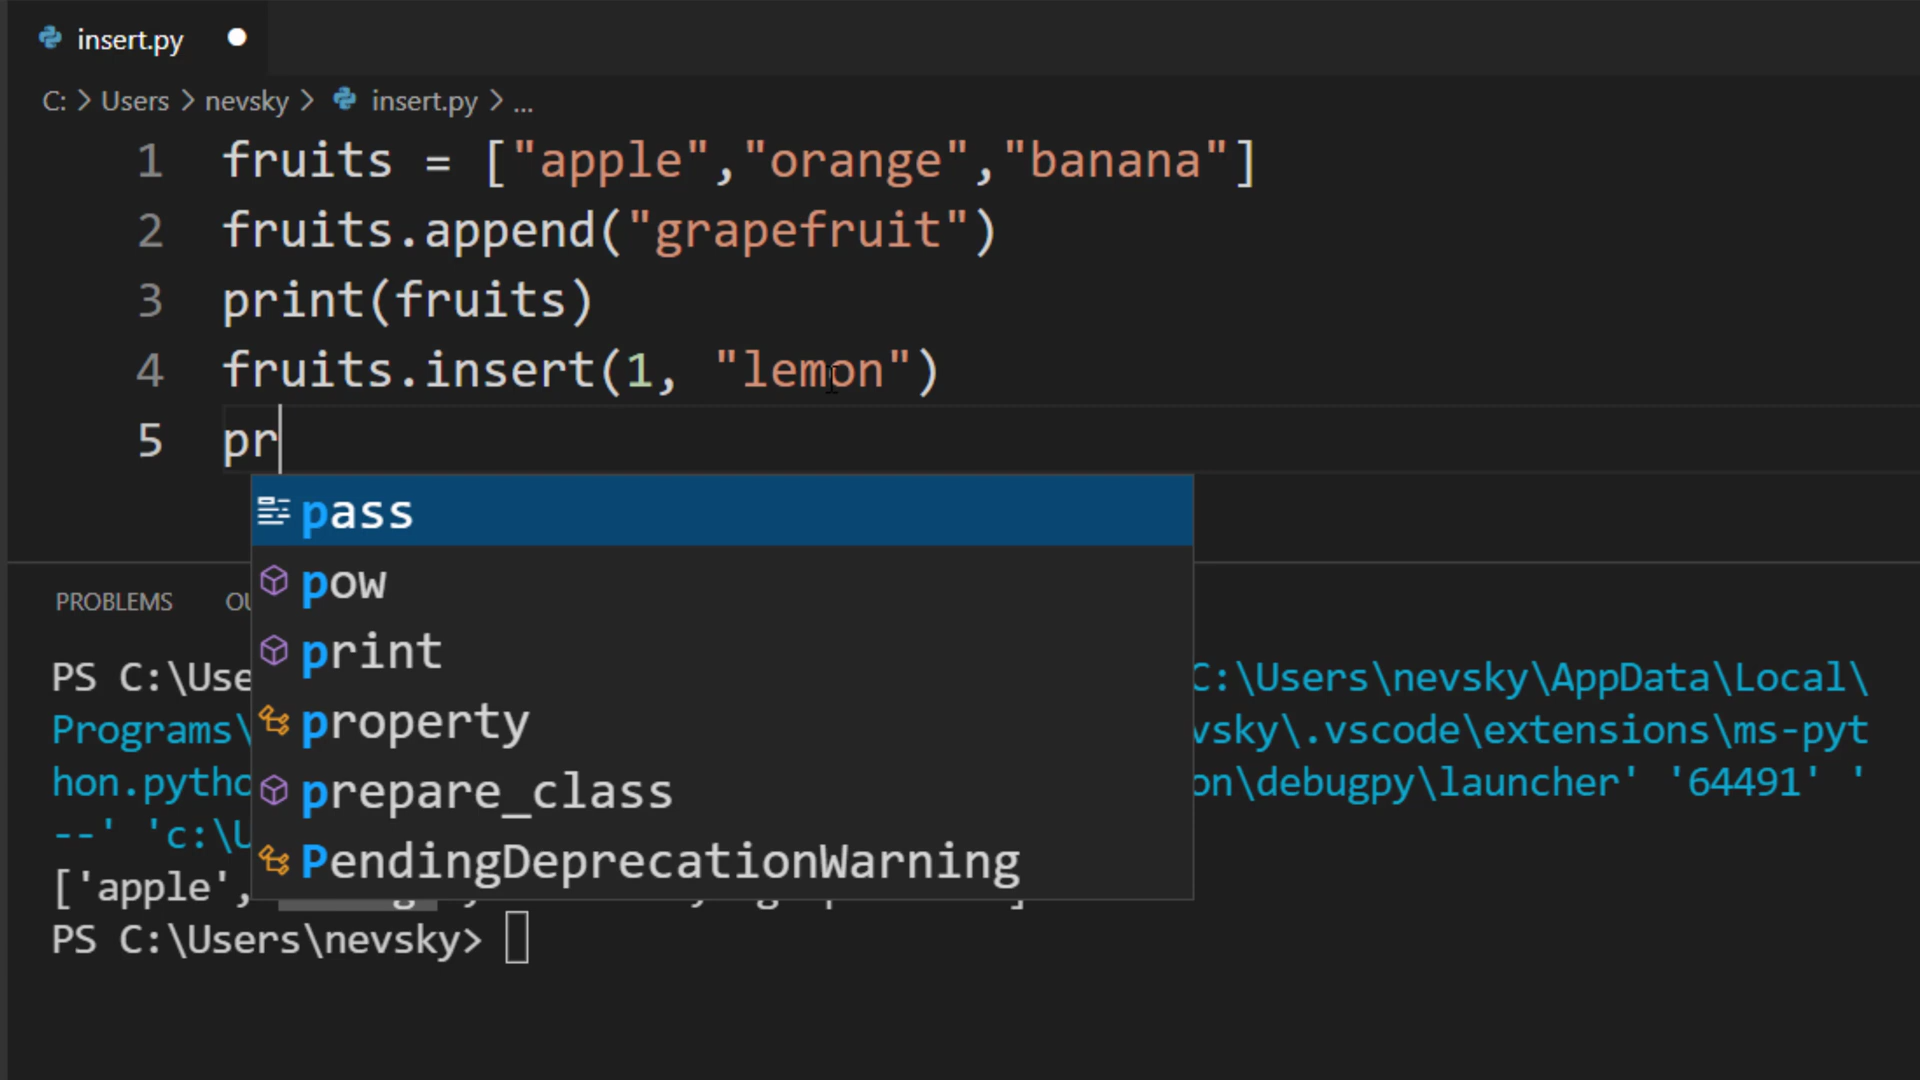 insert.py
C: > Users > nevsky > insert.py > ...
1 fruits = ["apple","orange","banana"]
2 fruits.append("grapefruit")
3 print(fruits)
4 fruits.insert(1, "lemon")
5 pr
pass
pow
print
property
prepare_class
PendingDeprecationWarning
PROBLEMS OU
PS C:\Use C:\Users\nevsky\AppData\Local\
Programs\ vsky\.vscode\extensions\ms-pyt
hon.pytho on\debugpy\launcher' '64491' '
--' 'c:\U
['apple',
PS C:\Users\nevsky>